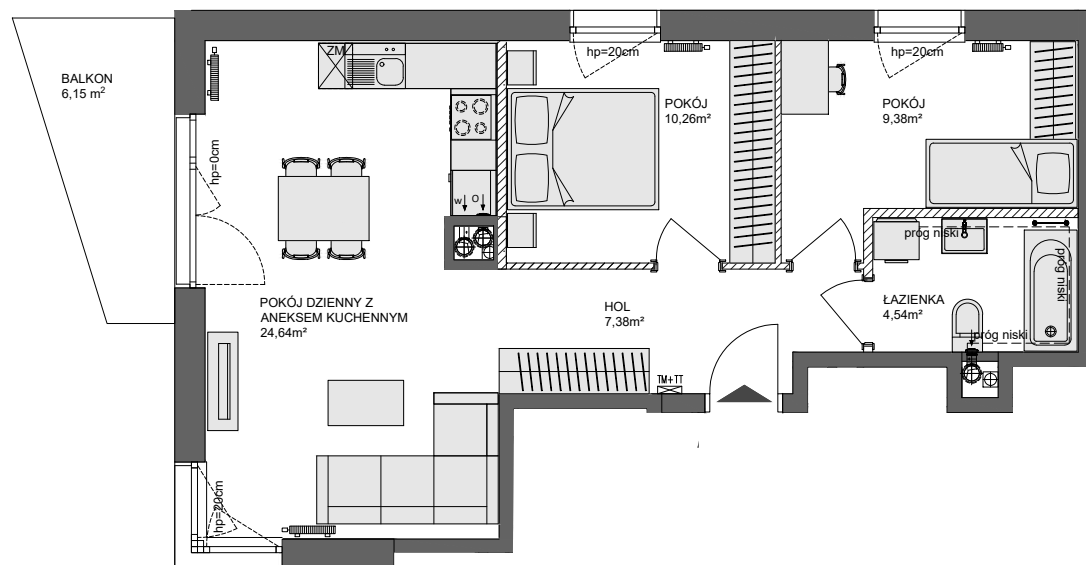 BALKON
6,15 m²
ZM
hp=20cm
hp=20cm
POKÓJ
10,26m²
POKÓJ
9,38m²
hp=0cm
w
O
próg niski
próg niski
POKÓJ DZIENNY Z
ANEKSEM KUCHENNYM
24,64m²
HOL
7,38m²
ŁAZIENKA
4,54m²
próg niski
TM+TT
hp=20cm